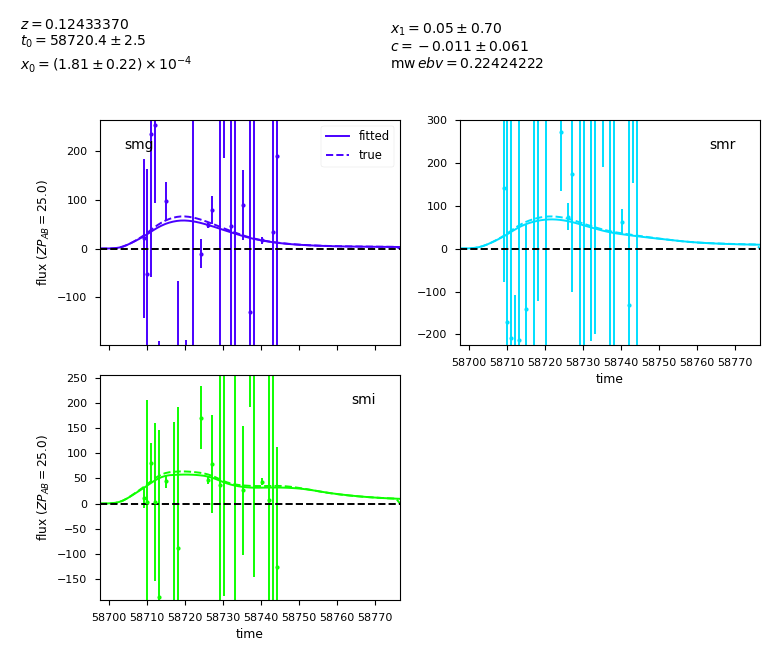 z = 0.12433370
t₀ = 58720.4 ± 2.5
x₀ = (1.81 ± 0.22) × 10⁻⁴
x₁ = 0.05 ± 0.70
c = −0.011 ± 0.061
mw ebv = 0.22424222
smg
fitted
true
200
100
0
−100
flux (ZP_AB = 25.0)
smr
300
200
100
0
−100
−200
58700 58710 58720 58730 58740 58750 58760 58770
time
smi
250
200
150
100
50
0
−50
−100
−150
flux (ZP_AB = 25.0)
58700 58710 58720 58730 58740 58750 58760 58770
time